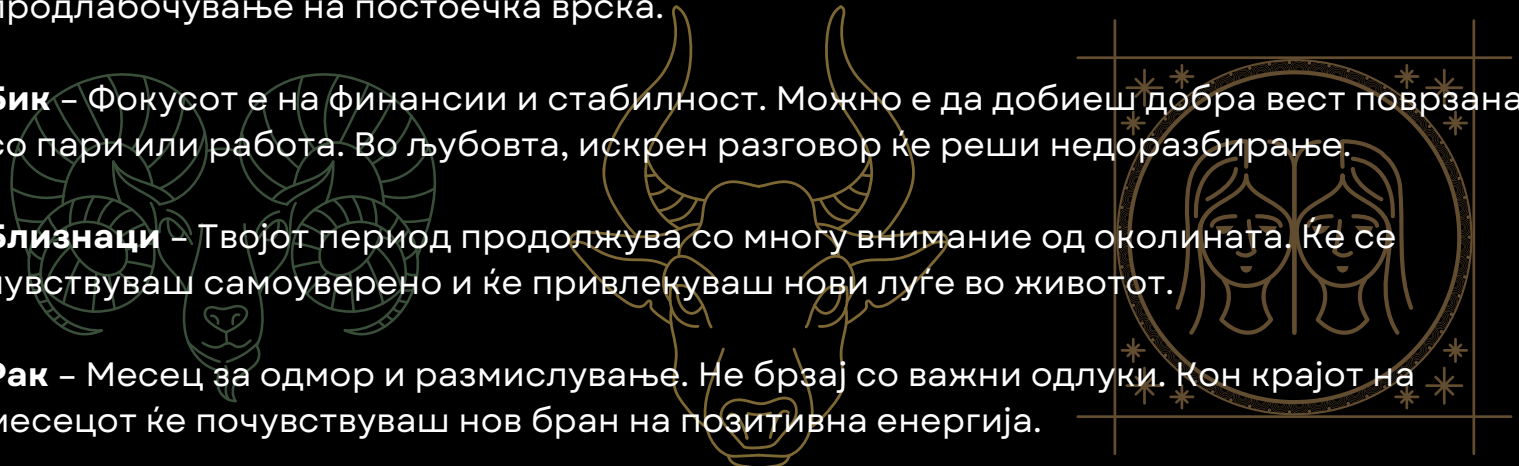 продлабочување на постоечка врска.
Бик – Фокусот е на финансии и стабилност. Можно е да добиеш добра вест поврзана
со пари или работа. Во љубовта, искрен разговор ќе реши недоразбирање.
Близнаци – Твојот период продолжува со многу внимание од околината. Ќе се
чувствуваш самоуверено и ќе привлекуваш нови луѓе во животот.
Рак – Месец за одмор и размислување. Не брзај со важни одлуки. Кон крајот на
месецот ќе почувствуваш нов бран на позитивна енергија.